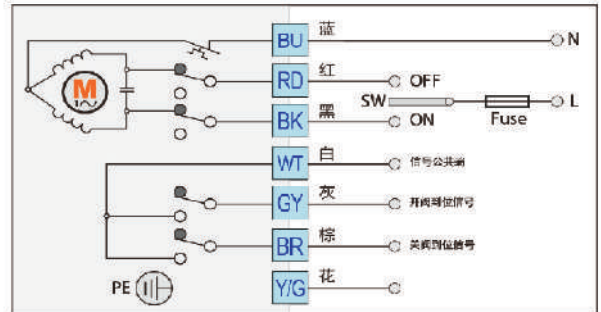 BU 蓝 N
RD 红 OFF
SW Fuse L
BK 黑 ON
M
1~
WT 白 信号公共端
GY 灰 开阀到位信号
BR 棕 关阀到位信号
PE Y/G 花